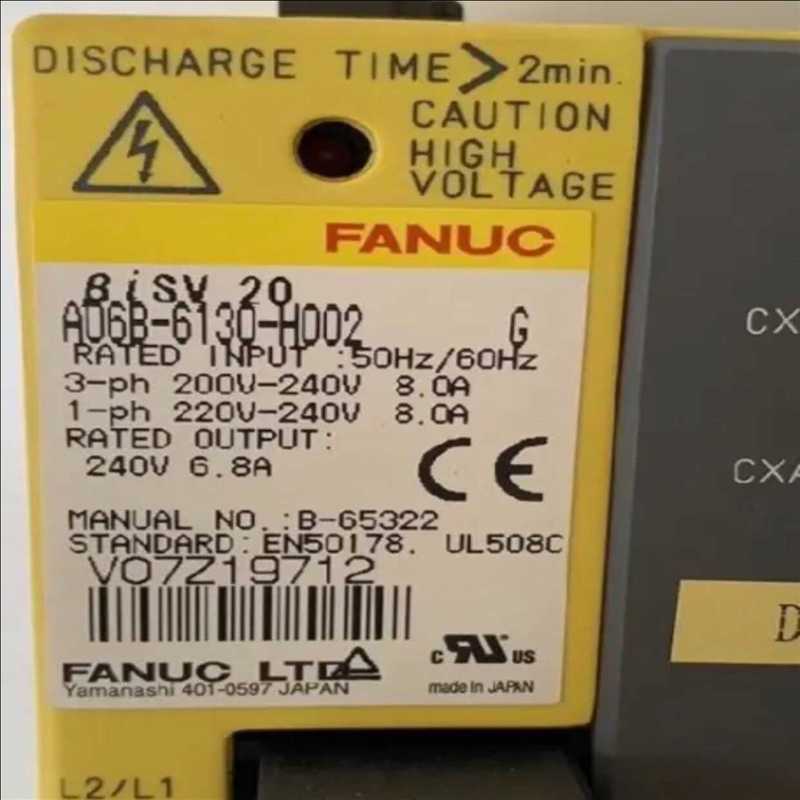 DISCHARGE TIME > 2min.
CAUTION
HIGH
VOLTAGE
FANUC
BiSV 20
A06B-6130-H002 G
RATED INPUT :50Hz/60Hz
3-ph 200V-240V 8.0A
1-ph 220V-240V 8.0A
RATED OUTPUT:
240V 6.8A
CE
MANUAL NO.:B-65322
STANDARD:EN50178. UL508C
V07Z19712
FANUC LTD
Yamanashi 401-0597 JAPAN
c RU US
made in JAPAN
L2/L1
CX
CXA
D